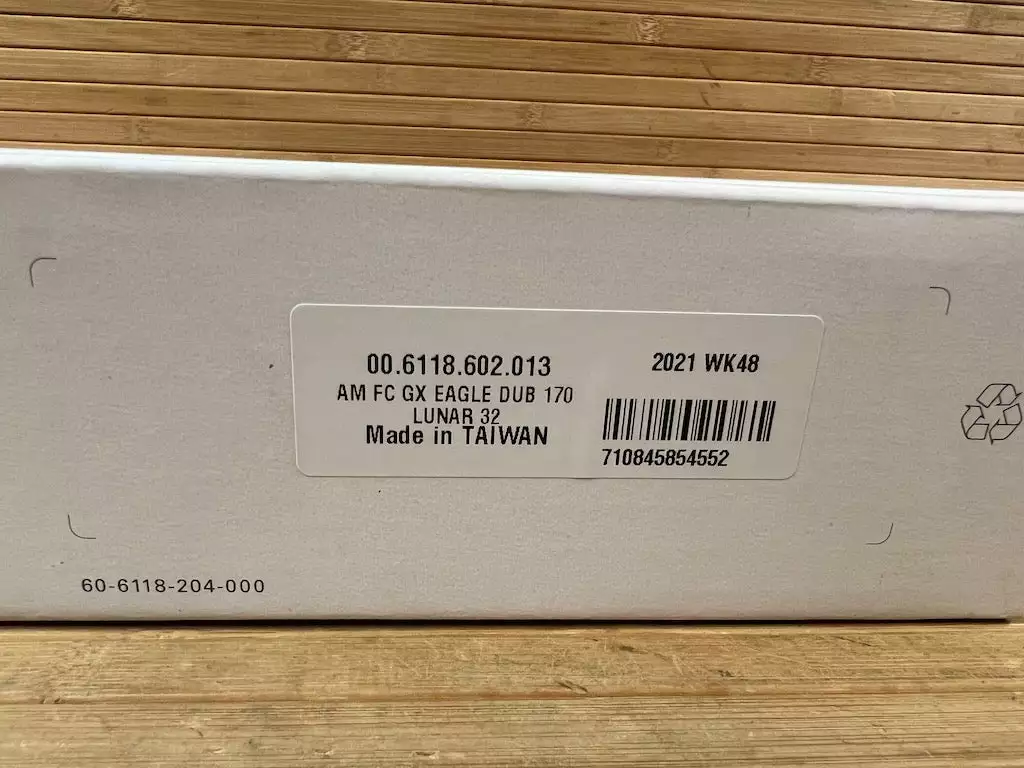 00.6118.602.013
AM FC GX EAGLE DUB 170
LUNAR 32
Made in TAIWAN
2021 WK48
710845854552
60-6118-204-000